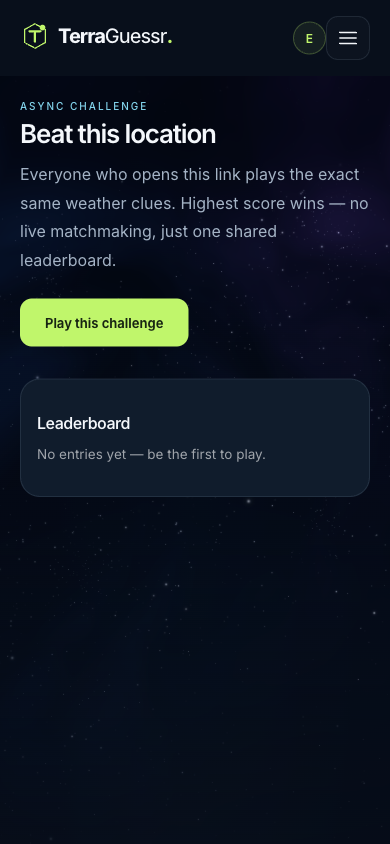 TerraGuessr.
E
ASYNC CHALLENGE
Beat this location
Everyone who opens this link plays the exact
same weather clues. Highest score wins — no
live matchmaking, just one shared
leaderboard.
Play this challenge
Leaderboard
No entries yet — be the first to play.